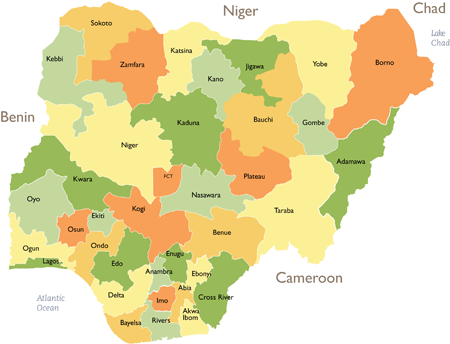 Niger
Chad
Lake
Chad
Sokoto
Katsina
Zamfara
Kebbi
Kano
Jigawa
Yobe
Borno
Benin
Kaduna
Bauchi
Gombe
Niger
Adamawa
FCT
Plateau
Kwara
Nasawara
Oyo
Kogi
Taraba
Ekiti
Osun
Benue
Ogun
Ondo
Enugu
Lagos
Edo
Anambra
Ebonyi
Cameroon
Delta
Abia
Cross River
Imo
Atlantic
Ocean
Akwa
Ibom
Bayelsa
Rivers